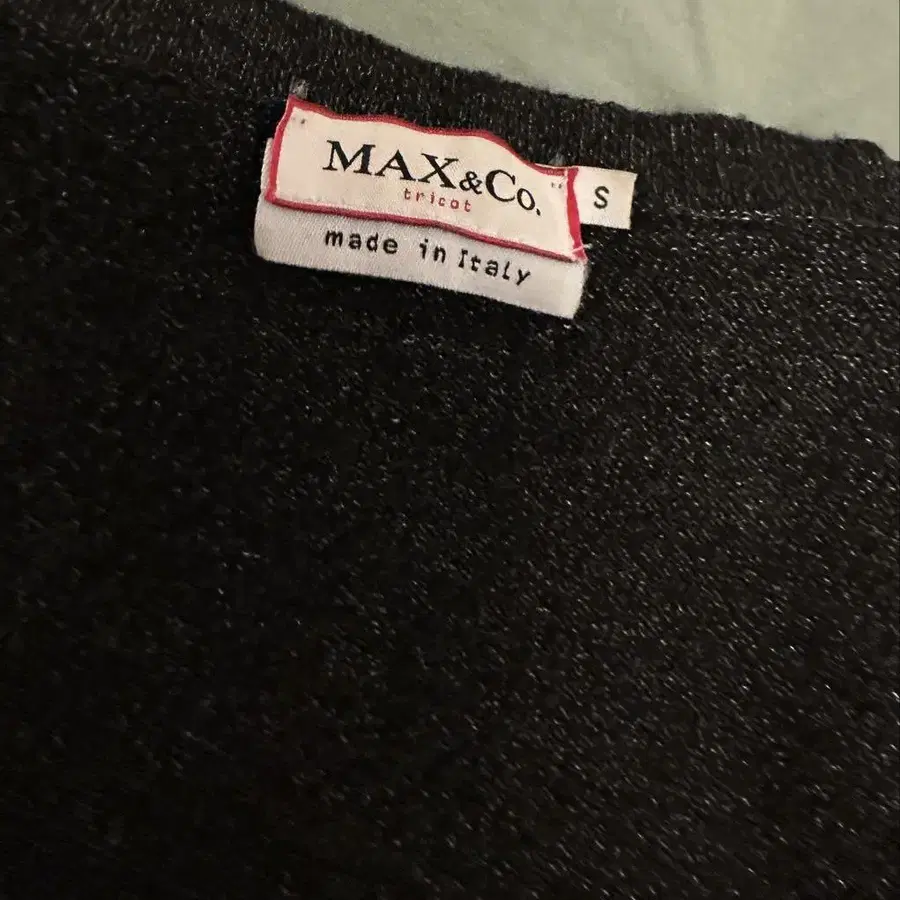 MAX&Co.
tricot
S
made in Italy